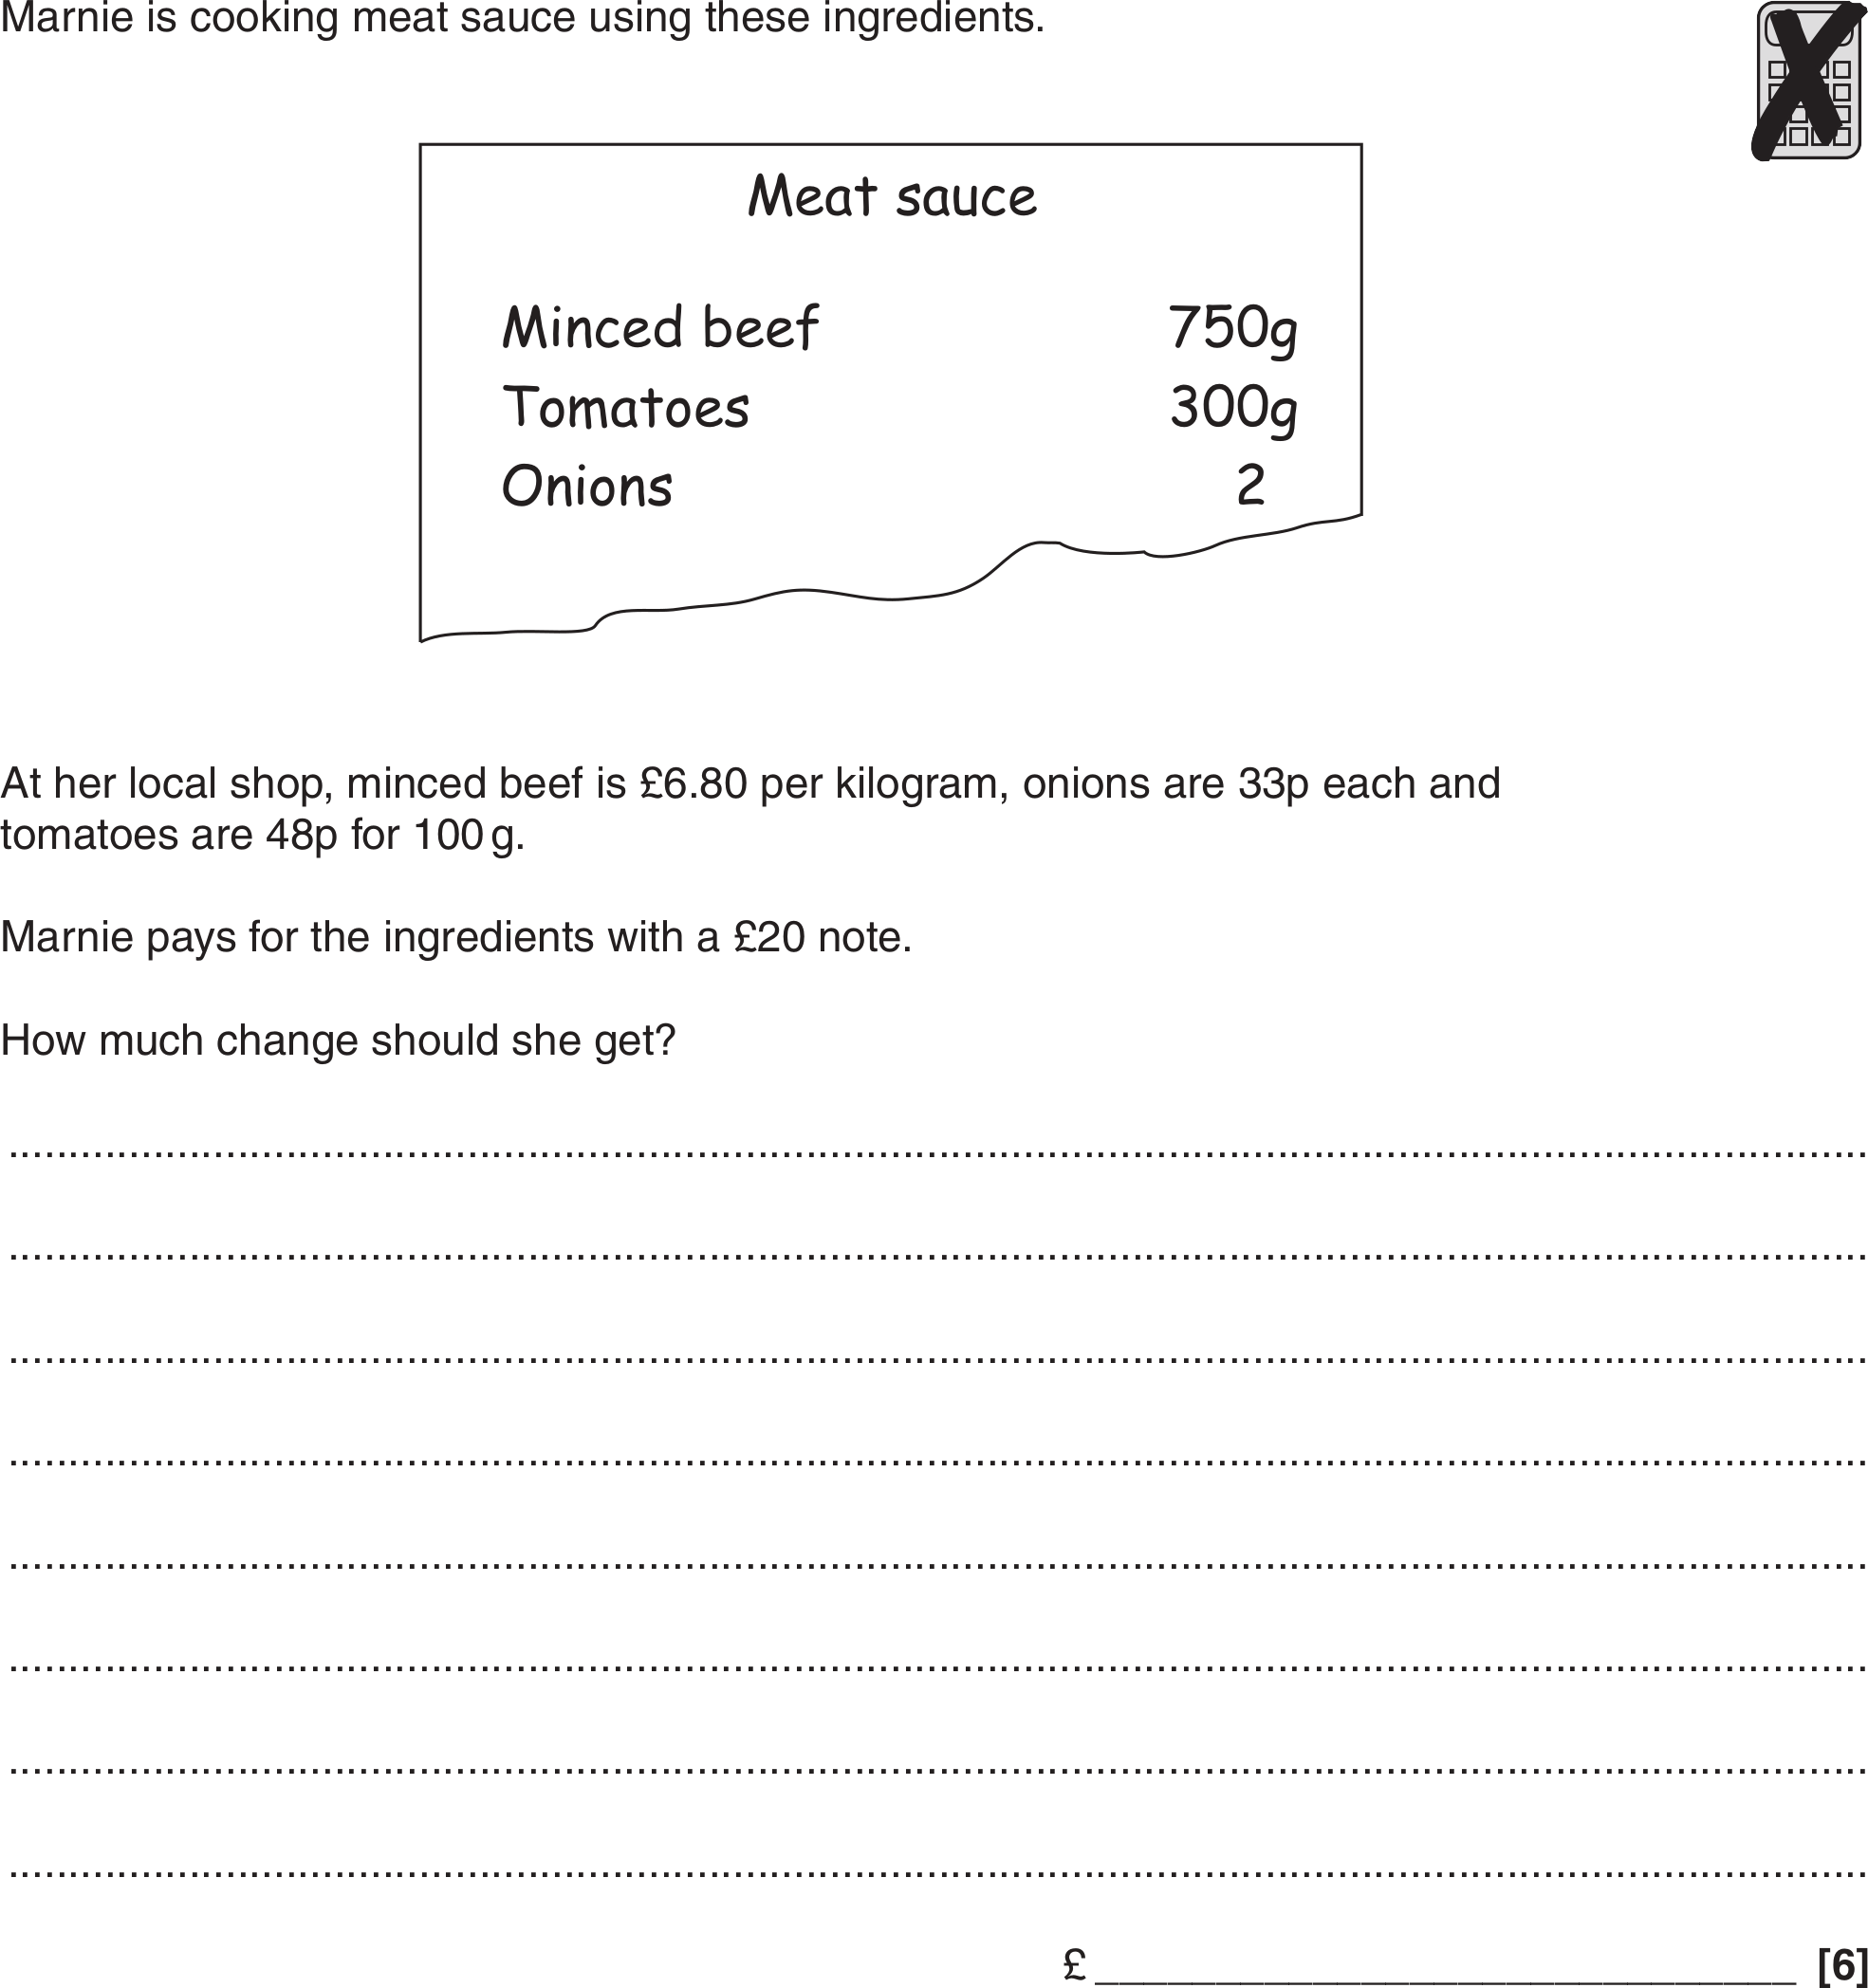 Marnie is cooking meat sauce using these ingredients.
Meat sauce
Minced beef 750g
Tomatoes 300g
Onions 2
At her local shop, minced beef is £6.80 per kilogram, onions are 33p each and
tomatoes are 48p for 100 g.
Marnie pays for the ingredients with a £20 note.
How much change should she get?
£ ______________________________ [6]